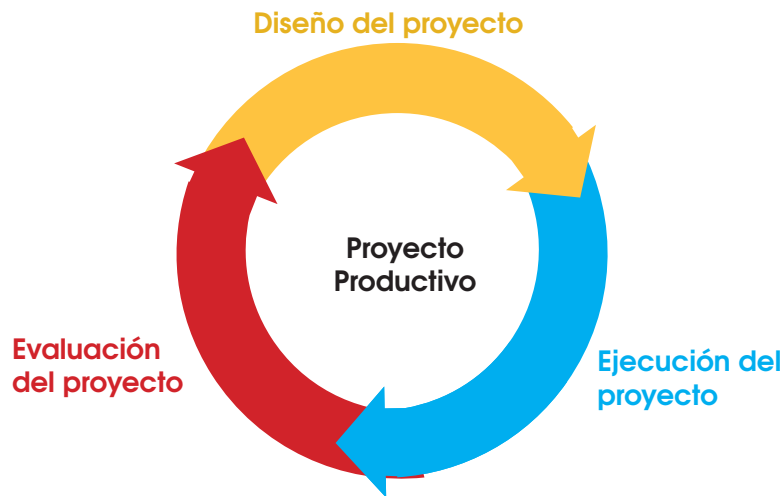 Diseño del proyecto
Proyecto
Productivo
Evaluación
del proyecto
Ejecución del
proyecto